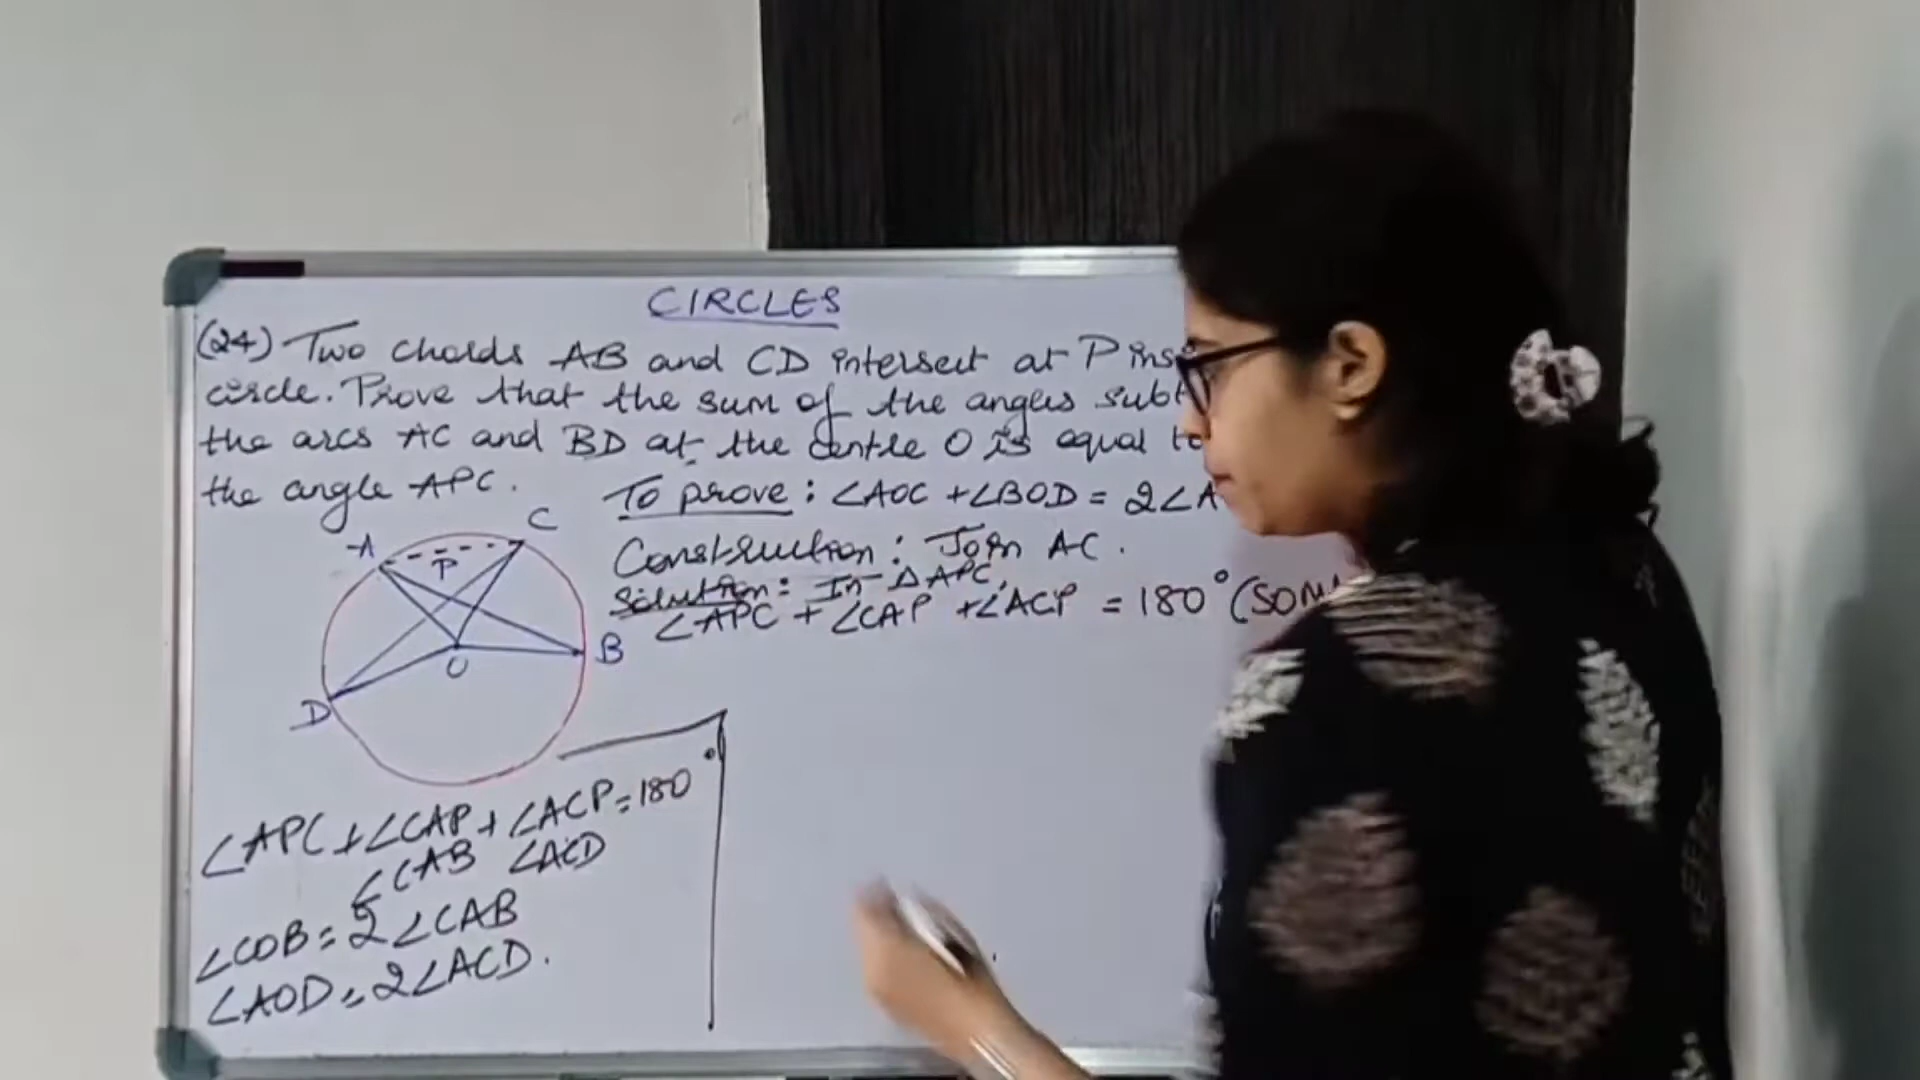 CIRCLES
(24) Two chords AB and CD intersect at P ins
circle. Prove that the sum of the angles subt
the arcs AC and BD at the centre O is equal to
the angle APC.
To prove : ∠AOC + ∠BOD = 2∠A
Construction : Join AC.
Solution : In △APC,
∠APC + ∠CAP + ∠ACP = 180°
A
C
P
O
B
D
∠APC + ∠CAP + ∠ACP = 180°
∠CAB ∠ACD
∠COB = 2∠CAB
∠AOD = 2∠ACD.